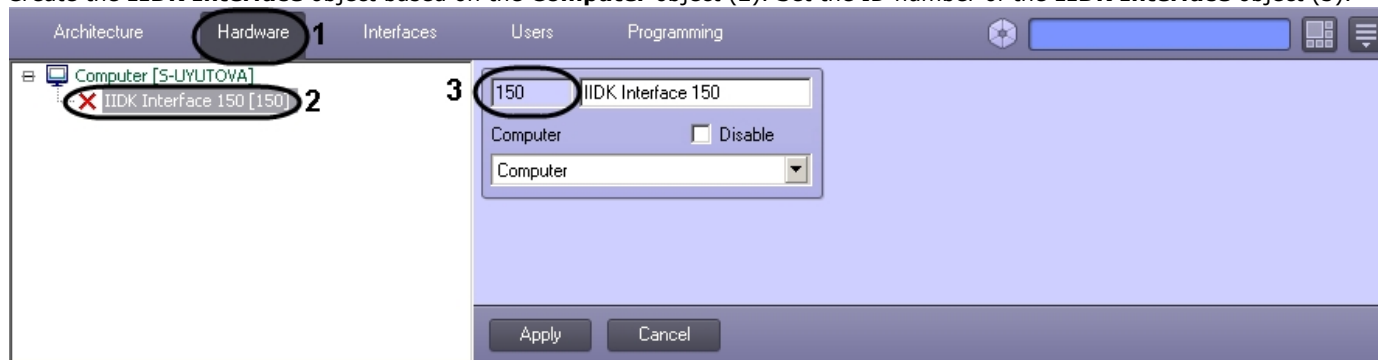 Create the IIDK Interface object based on the Computer object (2). Set the ID number of the IIDK Interface object (3).
Architecture Hardware 1 Interfaces Users Programming
Computer [S-UYUTOVA]
IIDK Interface 150 [150] 2
3 150 IIDK Interface 150
Computer Disable
Computer
Apply Cancel